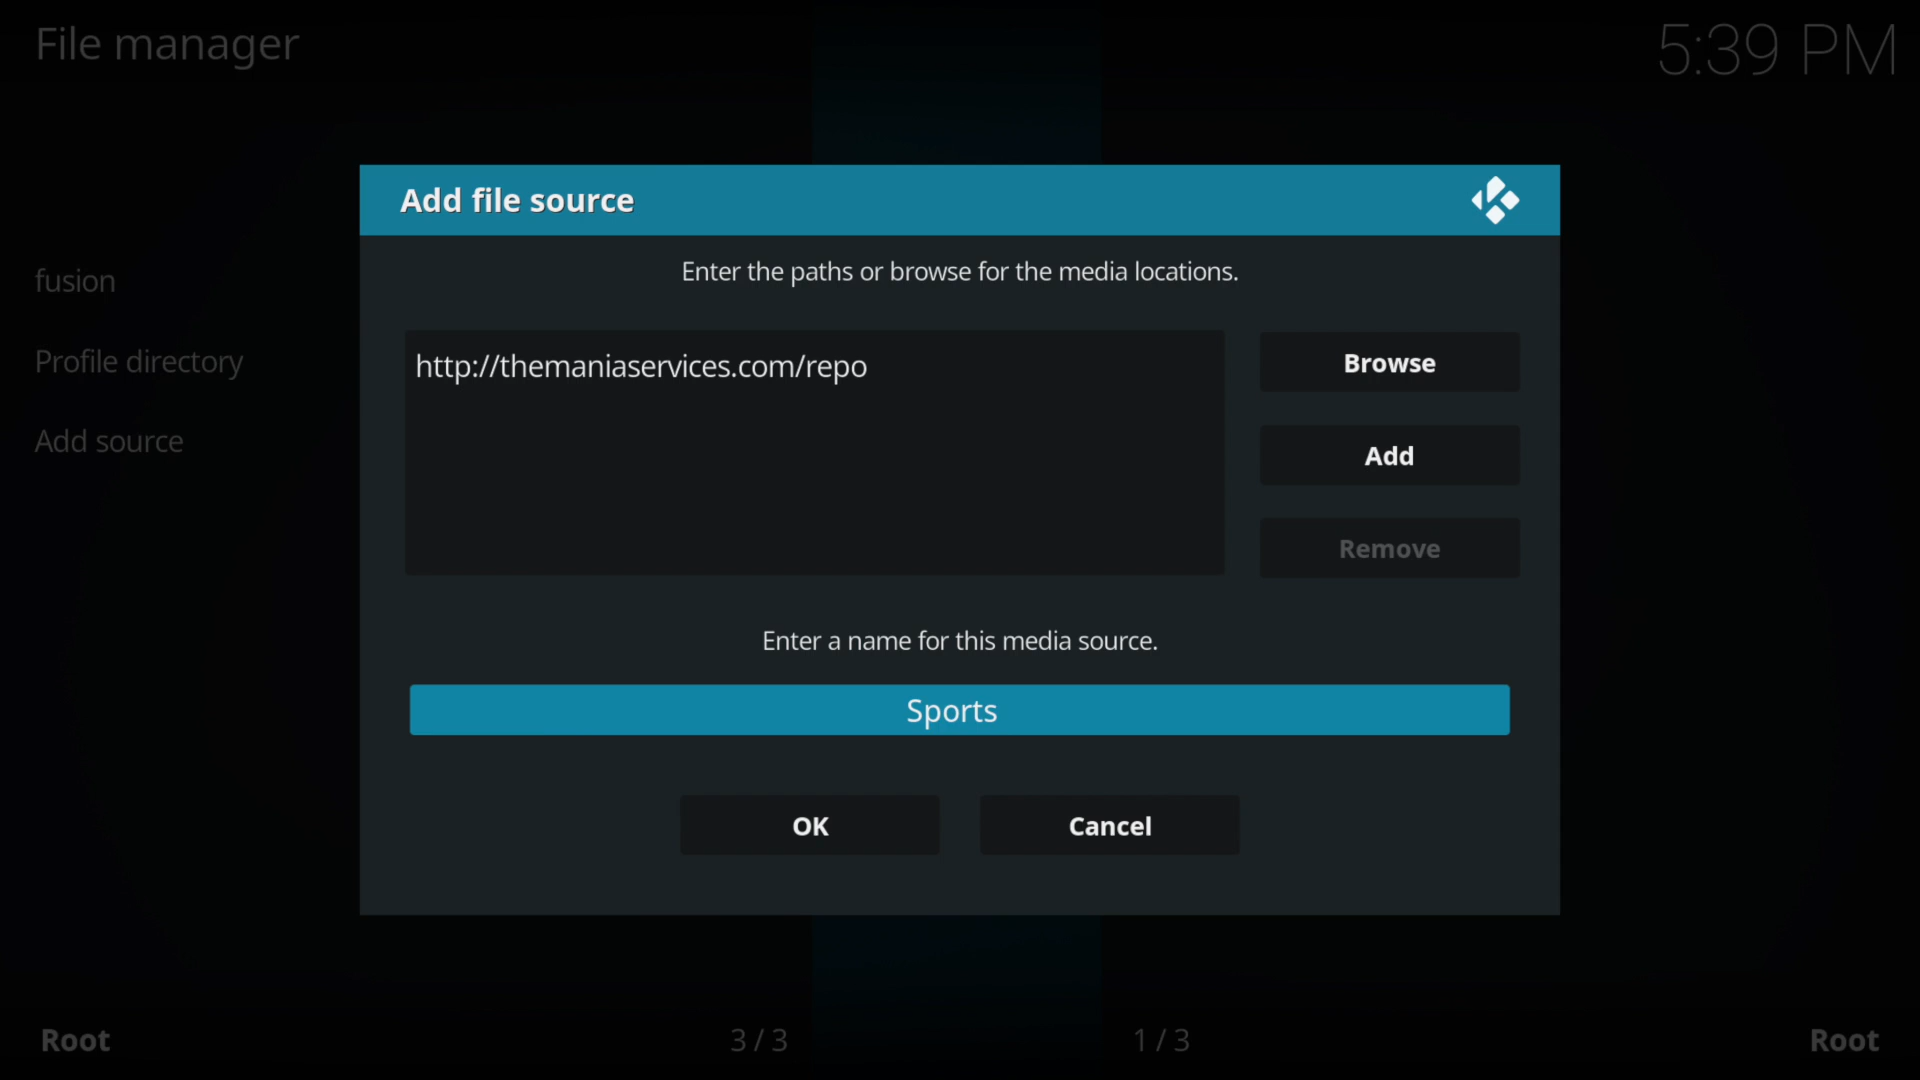 File manager
5:39 PM
Add file source
Enter the paths or browse for the media locations.
http://themaniaservices.com/repo
Browse
Add
Remove
fusion
Profile directory
Add source
Enter a name for this media source.
Sports
OK
Cancel
Root
3 / 3
1 / 3
Root